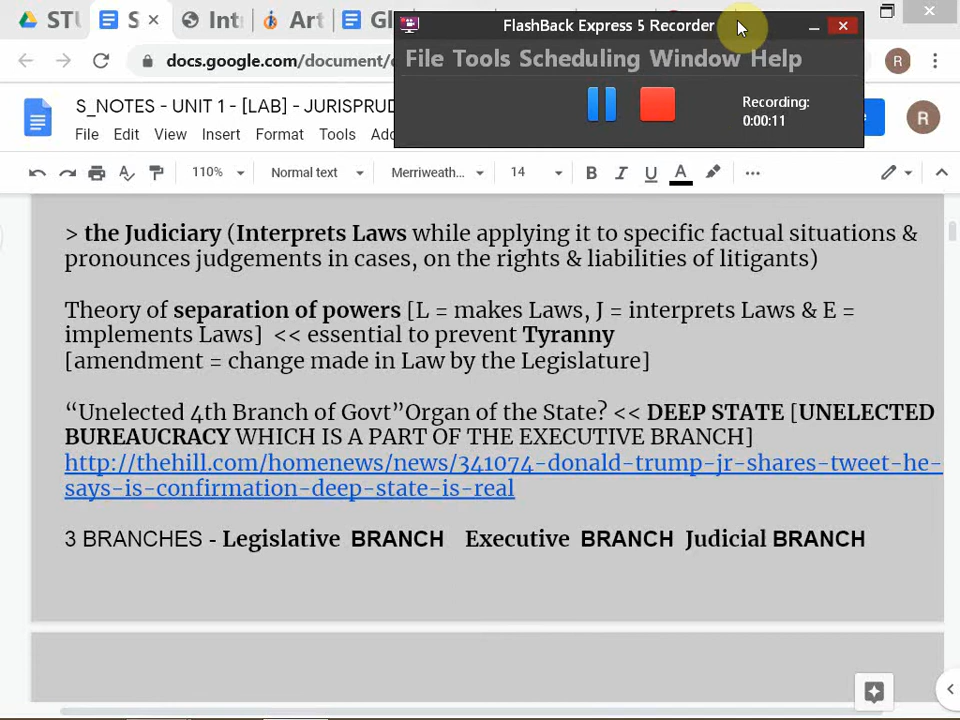 STU
S
Int
Art
Gl
FlashBack Express 5 Recorder
File Tools Scheduling Window Help
Recording:
0:00:11
docs.google.com/document/
R
S_NOTES - UNIT 1 - [LAB] - JURISPRUD
File Edit View Insert Format Tools Add
R
110% Normal text Merriweath... 14 B I U A
> the Judiciary (Interprets Laws while applying it to specific factual situations &
pronounces judgements in cases, on the rights & liabilities of litigants)
Theory of separation of powers [L = makes Laws, J = interprets Laws & E =
implements Laws] << essential to prevent Tyranny
[amendment = change made in Law by the Legislature]
“Unelected 4th Branch of Govt”Organ of the State? << DEEP STATE [UNELECTED
BUREAUCRACY WHICH IS A PART OF THE EXECUTIVE BRANCH]
http://thehill.com/homenews/news/341074-donald-trump-jr-shares-tweet-he-
says-is-confirmation-deep-state-is-real
3 BRANCHES - Legislative BRANCH Executive BRANCH Judicial BRANCH